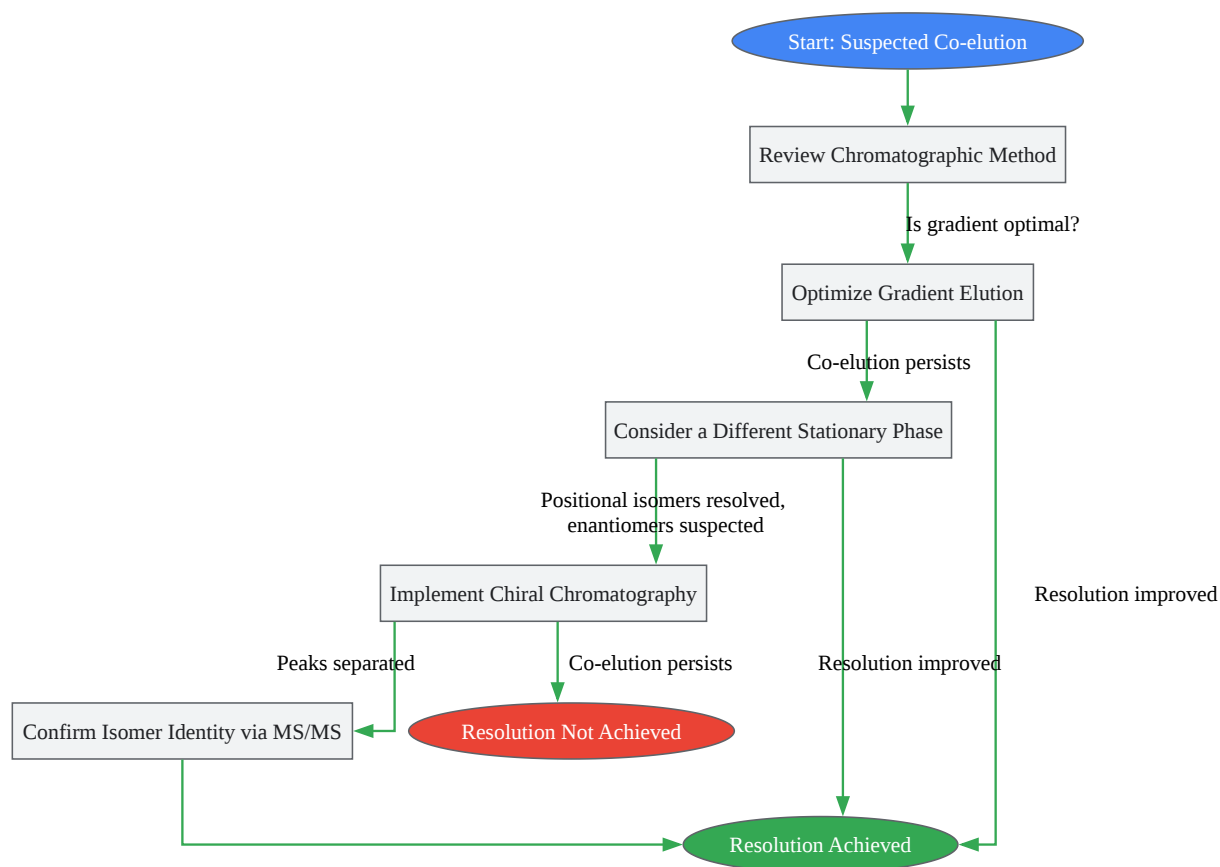 Start: Suspected Co-elution
Review Chromatographic Method
Is gradient optimal?
Optimize Gradient Elution
Co-elution persists
Consider a Different Stationary Phase
Positional isomers resolved,
enantiomers suspected
Implement Chiral Chromatography
Resolution improved
Peaks separated
Co-elution persists
Resolution improved
Confirm Isomer Identity via MS/MS
Resolution Not Achieved
Resolution Achieved